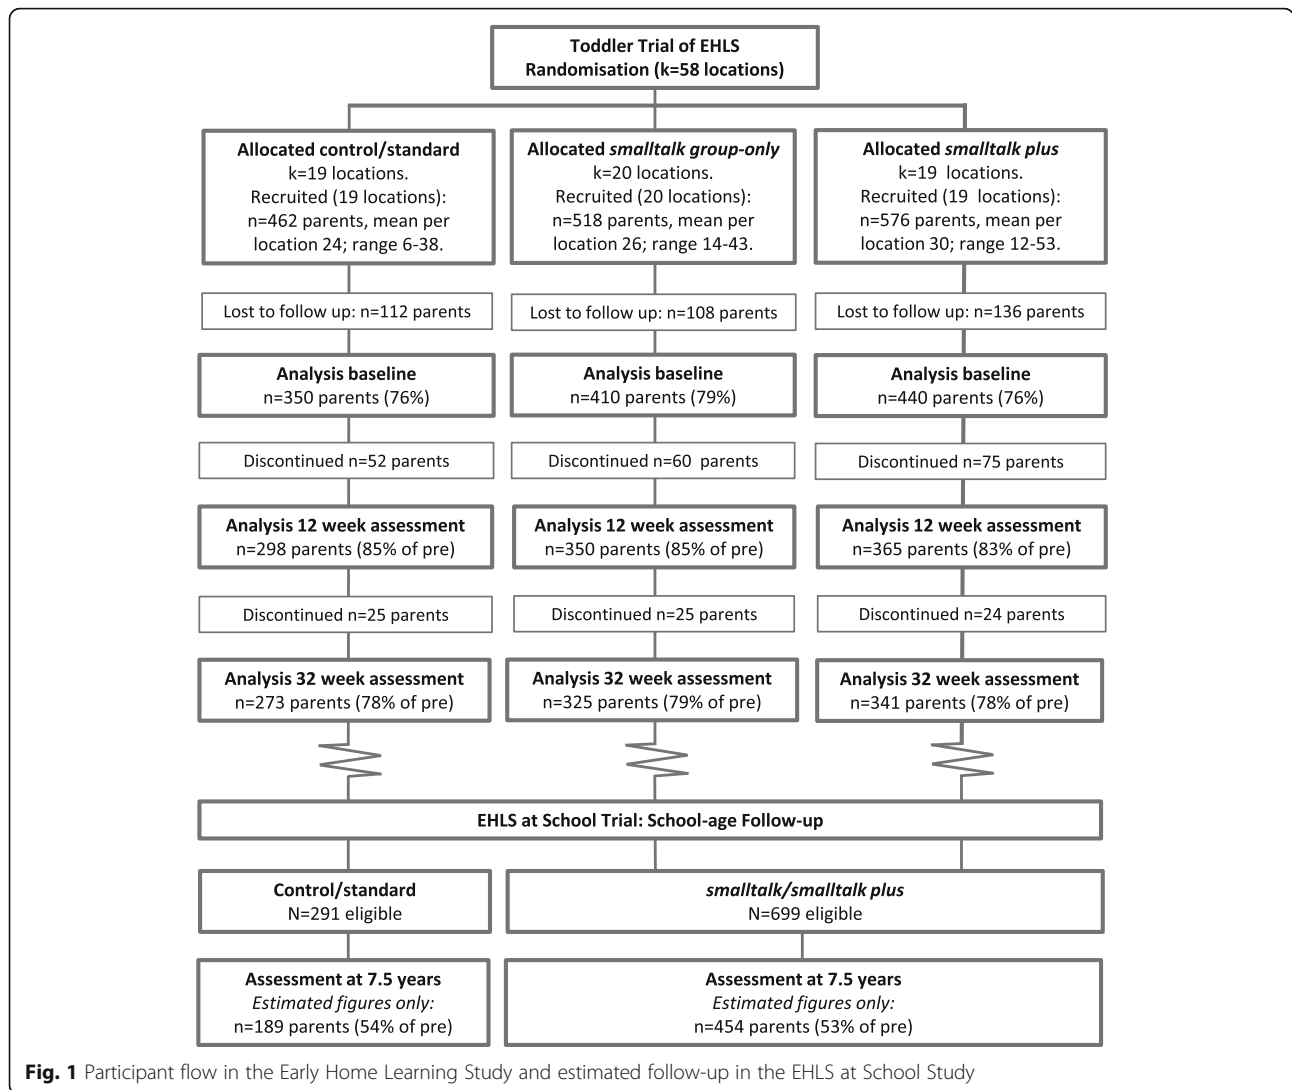 Toddler Trial of EHLS
Randomisation (k=58 locations)
Allocated control/standard
k=19 locations.
Recruited (19 locations):
n=462 parents, mean per
location 24; range 6-38.
Allocated smalltalk group-only
k=20 locations.
Recruited (20 locations):
n=518 parents, mean per
location 26; range 14-43.
Allocated smalltalk plus
k=19 locations.
Recruited (19 locations):
n=576 parents, mean per
location 30; range 12-53.
Lost to follow up: n=112 parents
Lost to follow up: n=108 parents
Lost to follow up: n=136 parents
Analysis baseline
n=350 parents (76%)
Analysis baseline
n=410 parents (79%)
Analysis baseline
n=440 parents (76%)
Discontinued n=52 parents
Discontinued n=60 parents
Discontinued n=75 parents
Analysis 12 week assessment
n=298 parents (85% of pre)
Analysis 12 week assessment
n=350 parents (85% of pre)
Analysis 12 week assessment
n=365 parents (83% of pre)
Discontinued n=25 parents
Discontinued n=25 parents
Discontinued n=24 parents
Analysis 32 week assessment
n=273 parents (78% of pre)
Analysis 32 week assessment
n=325 parents (79% of pre)
Analysis 32 week assessment
n=341 parents (78% of pre)
EHLS at School Trial: School-age Follow-up
Control/standard
N=291 eligible
smalltalk/smalltalk plus
N=699 eligible
Assessment at 7.5 years
Estimated figures only:
n=189 parents (54% of pre)
Assessment at 7.5 years
Estimated figures only:
n=454 parents (53% of pre)
Fig. 1 Participant flow in the Early Home Learning Study and estimated follow-up in the EHLS at School Study